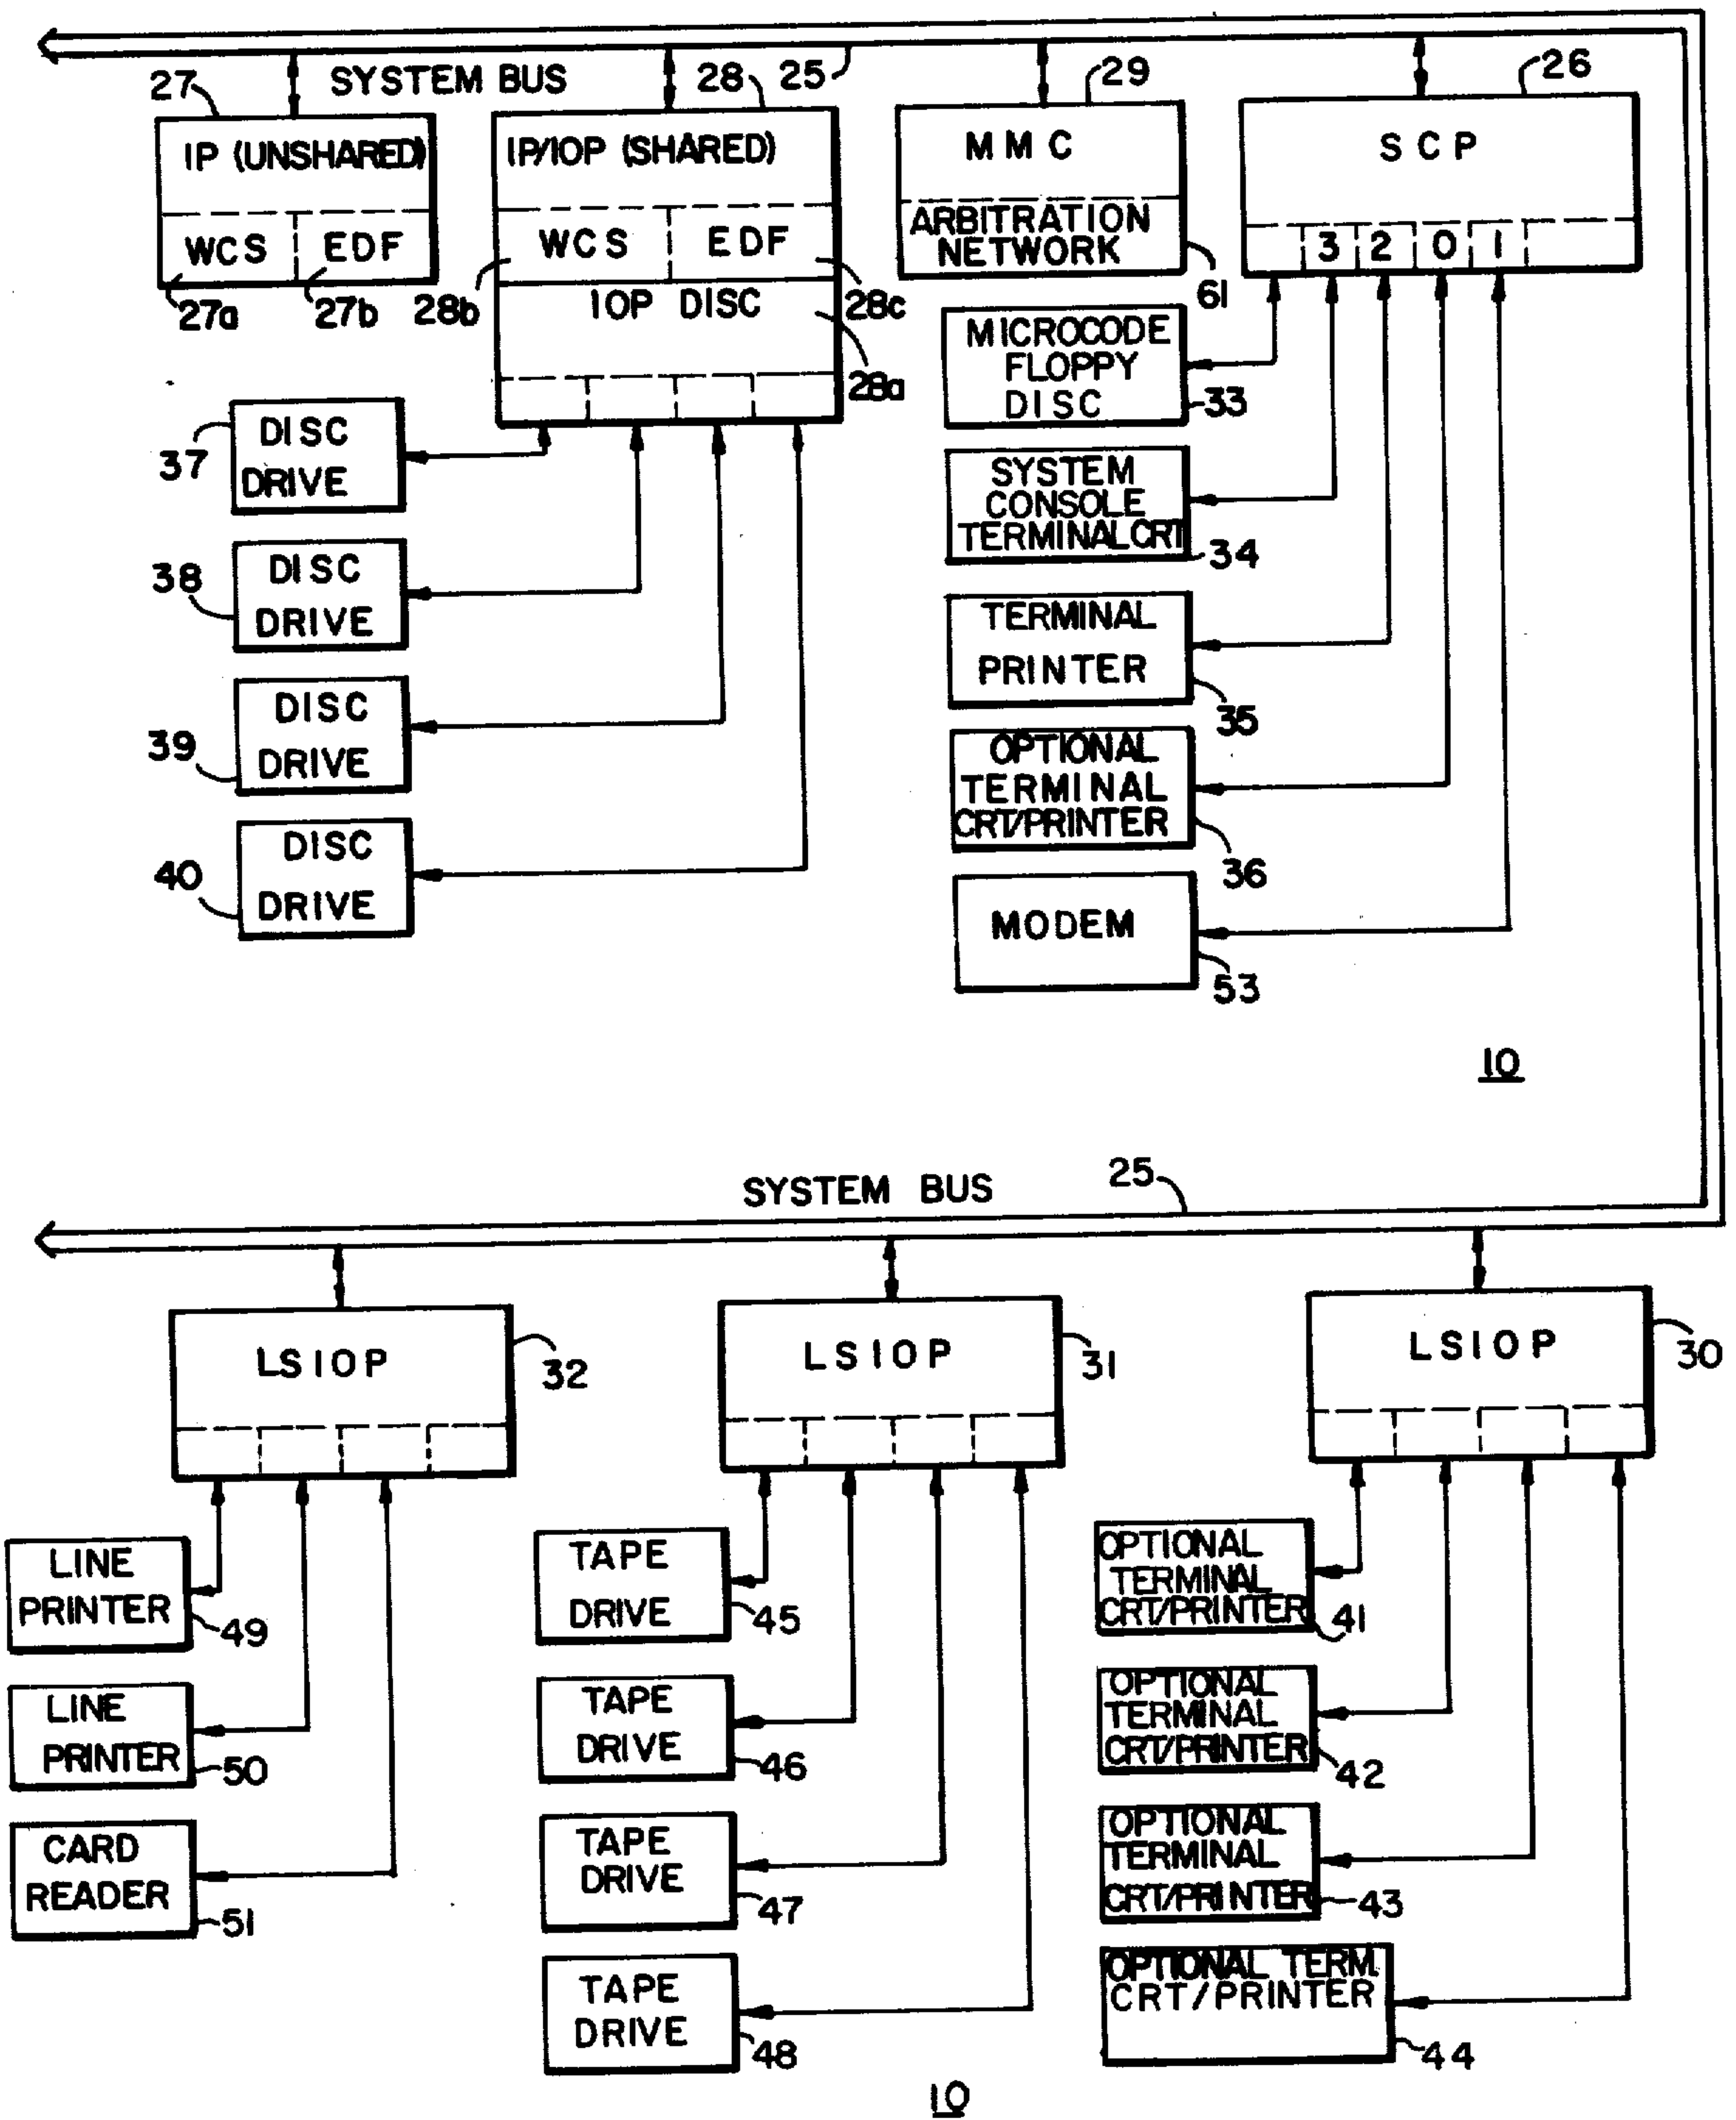 SYSTEM BUS
25
27
IP (UNSHARED)
WCS
EDF
27a
27b
28
IP/IOP (SHARED)
WCS
EDF
28b
28c
IOP DISC
28a
29
MMC
ARBITRATION
NETWORK
61
26
SCP
3 2 0 1
37
DISC
DRIVE
38
DISC
DRIVE
39
DISC
DRIVE
40
DISC
DRIVE
MICROCODE
FLOPPY
DISC
33
SYSTEM
CONSOLE
TERMINAL CRT
34
TERMINAL
PRINTER
35
OPTIONAL
TERMINAL
CRT/PRINTER
36
MODEM
53
10
SYSTEM BUS
25
LSIOP
32
LSIOP
31
LSIOP
30
LINE
PRINTER
49
LINE
PRINTER
50
CARD
READER
51
TAPE
DRIVE
45
TAPE
DRIVE
46
TAPE
DRIVE
47
TAPE
DRIVE
48
OPTIONAL
TERMINAL
CRT/PRINTER
41
OPTIONAL
TERMINAL
CRT/PRINTER
42
OPTIONAL
TERMINAL
CRT/PRINTER
43
OPTIONAL TERM.
CRT/PRINTER
44
10